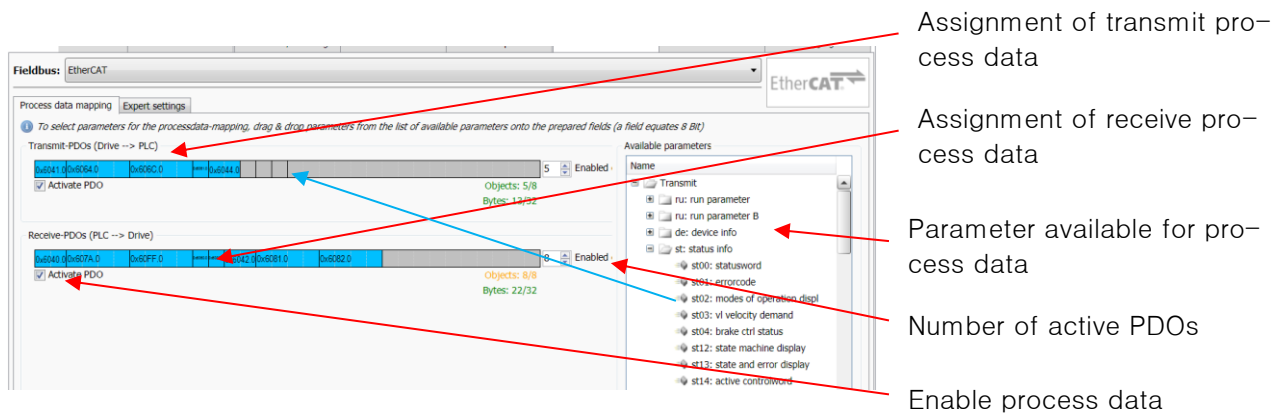 Assignment of transmit pro-
cess data
Fieldbus: EtherCAT
EtherCAT
Process data mapping Expert settings
To select parameters for the processdata-mapping, drag & drop parameters from the list of available parameters onto the prepared fields (a field equates 8 Bit)
Assignment of receive pro-
cess data
Transmit-PDOs (Drive --> PLC)
0x6041.0 0x6064.0 0x606C.0 0x6044.0
5 Enabled
Activate PDO
Objects: 5/8
Bytes: 13/32
Receive-PDOs (PLC --> Drive)
0x6040.0 0x607A.0 0x60FF.0 0x6081.0 0x6082.0
8 Enabled
Activate PDO
Objects: 8/8
Bytes: 22/32
Available parameters
Name
Transmit
ru: run parameter
ru: run parameter B
de: device info
st: status info
st00: statusword
st01: errorcode
st02: modes of operation displ
st03: vl velocity demand
st04: brake ctrl status
st12: state machine display
st13: state and error display
st14: active controlword
Parameter available for pro-
cess data
Number of active PDOs
Enable process data